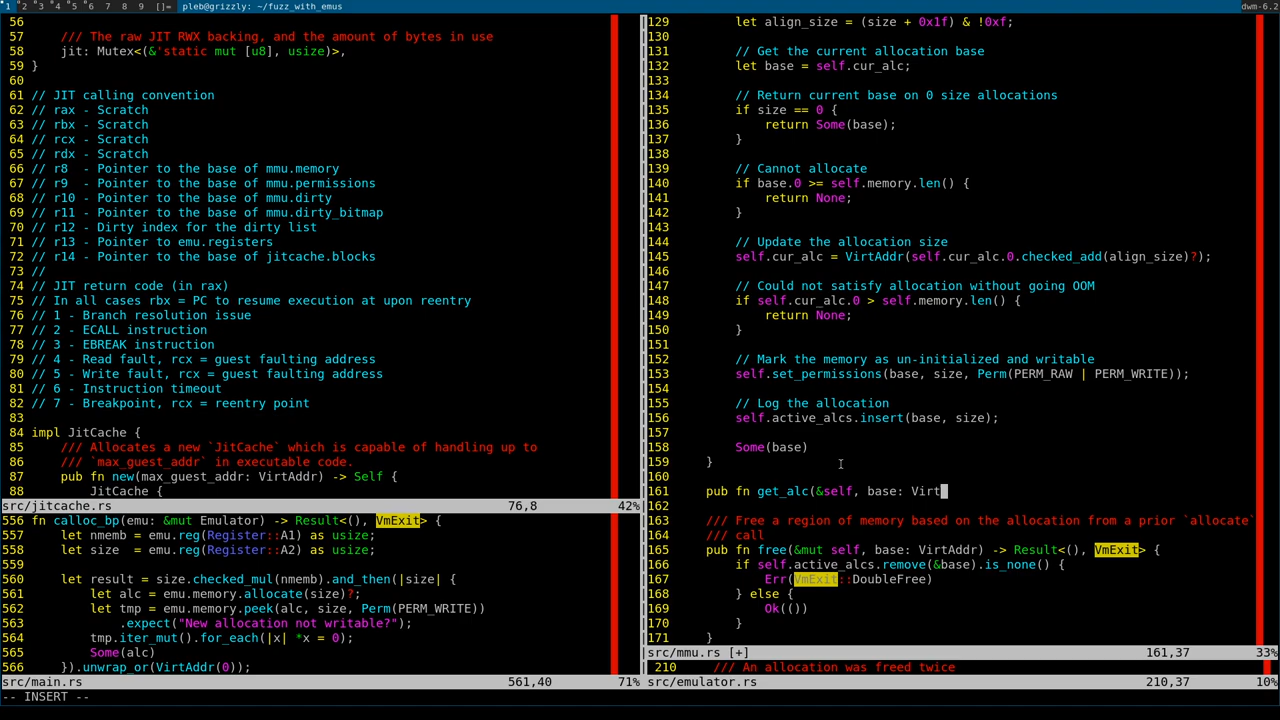 1 2 3 4 5 6 7 8 9 []= pleb@grizzly: ~/fuzz_with_emus dwm-6.2
56
57 /// The raw JIT RWX backing, and the amount of bytes in use
58 jit: Mutex<(&'static mut [u8], usize)>,
59 }
60
61 // JIT calling convention
62 // rax - Scratch
63 // rbx - Scratch
64 // rcx - Scratch
65 // rdx - Scratch
66 // r8  - Pointer to the base of mmu.memory
67 // r9  - Pointer to the base of mmu.permissions
68 // r10 - Pointer to the base of mmu.dirty
69 // r11 - Pointer to the base of mmu.dirty_bitmap
70 // r12 - Dirty index for the dirty list
71 // r13 - Pointer to emu.registers
72 // r14 - Pointer to the base of jitcache.blocks
73 //
74 // JIT return code (in rax)
75 // In all cases rbx = PC to resume execution at upon reentry
76 // 1 - Branch resolution issue
77 // 2 - ECALL instruction
78 // 3 - EBREAK instruction
79 // 4 - Read fault, rcx = guest faulting address
80 // 5 - Write fault, rcx = guest faulting address
81 // 6 - Instruction timeout
82 // 7 - Breakpoint, rcx = reentry point
83
84 impl JitCache {
85 /// Allocates a new `JitCache` which is capable of handling up to
86 /// `max_guest_addr` in executable code.
87 pub fn new(max_guest_addr: VirtAddr) -> Self {
88 JitCache {
src/jitcache.rs 76,8 42%
556 fn calloc_bp(emu: &mut Emulator) -> Result<(), VmExit> {
557 let nmemb = emu.reg(Register::A1) as usize;
558 let size  = emu.reg(Register::A2) as usize;
559
560 let result = size.checked_mul(nmemb).and_then(|size| {
561 let alc = emu.memory.allocate(size)?;
562 let tmp = emu.memory.peek(alc, size, Perm(PERM_WRITE))
563 .expect("New allocation not writable?");
564 tmp.iter_mut().for_each(|x| *x = 0);
565 Some(alc)
566 }).unwrap_or(VirtAddr(0));
src/main.rs 561,40 71%
-- INSERT --
129 let align_size = (size + 0x1f) & !0xf;
130
131 // Get the current allocation base
132 let base = self.cur_alc;
133
134 // Return current base on 0 size allocations
135 if size == 0 {
136 return Some(base);
137 }
138
139 // Cannot allocate
140 if base.0 >= self.memory.len() {
141 return None;
142 }
143
144 // Update the allocation size
145 self.cur_alc = VirtAddr(self.cur_alc.0.checked_add(align_size)?);
146
147 // Could not satisfy allocation without going OOM
148 if self.cur_alc.0 > self.memory.len() {
149 return None;
150 }
151
152 // Mark the memory as un-initialized and writable
153 self.set_permissions(base, size, Perm(PERM_RAW | PERM_WRITE));
154
155 // Log the allocation
156 self.active_alcs.insert(base, size);
157
158 Some(base)
159 }
160
161 pub fn get_alc(&self, base: Virt
162
163 /// Free a region of memory based on the allocation from a prior `allocate`
164 /// call
165 pub fn free(&mut self, base: VirtAddr) -> Result<(), VmExit> {
166 if self.active_alcs.remove(&base).is_none() {
167 Err(VmExit::DoubleFree)
168 } else {
169 Ok(())
170 }
171 }
src/mmu.rs [+] 161,37 33%
210 /// An allocation was freed twice
src/emulator.rs 210,37 10%